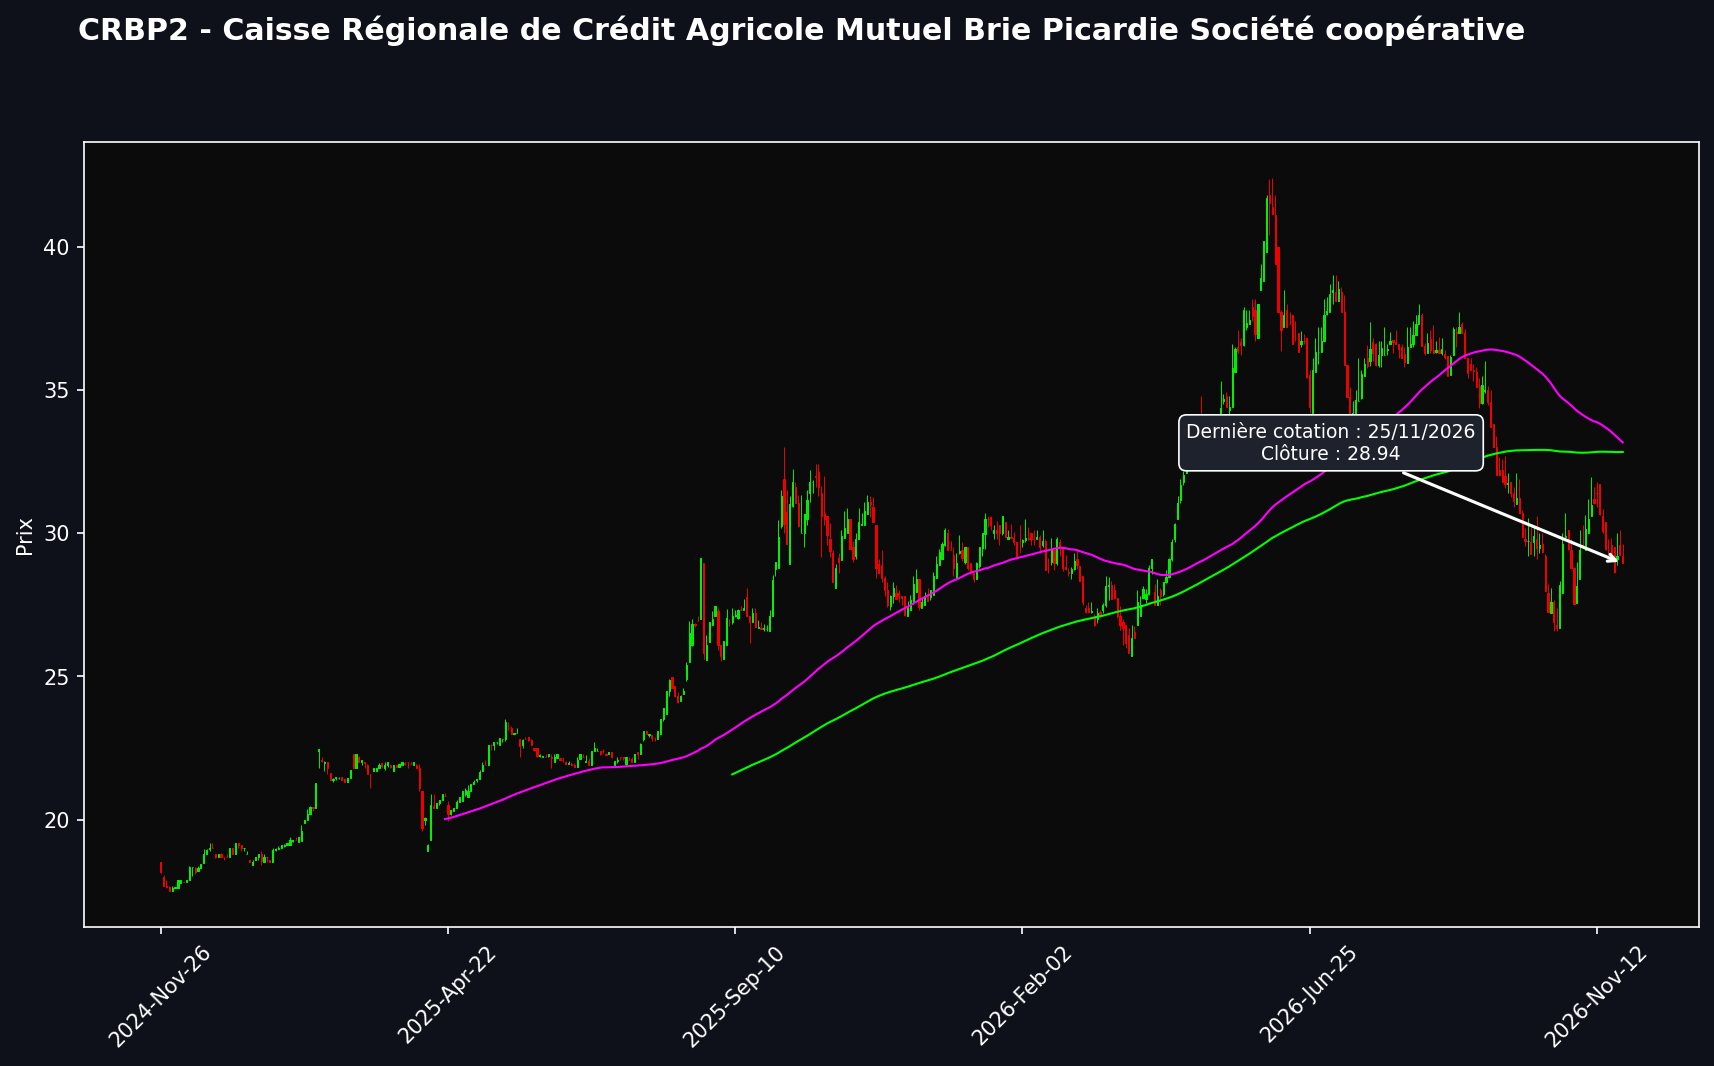 CRBP2 - Caisse Régionale de Crédit Agricole Mutuel Brie Picardie Société coopérative
Prix
40
35
30
25
20
Dernière cotation : 25/11/2026
Clôture : 28.94
2024-Nov-26
2025-Apr-22
2025-Sep-10
2026-Feb-02
2026-Jun-25
2026-Nov-12